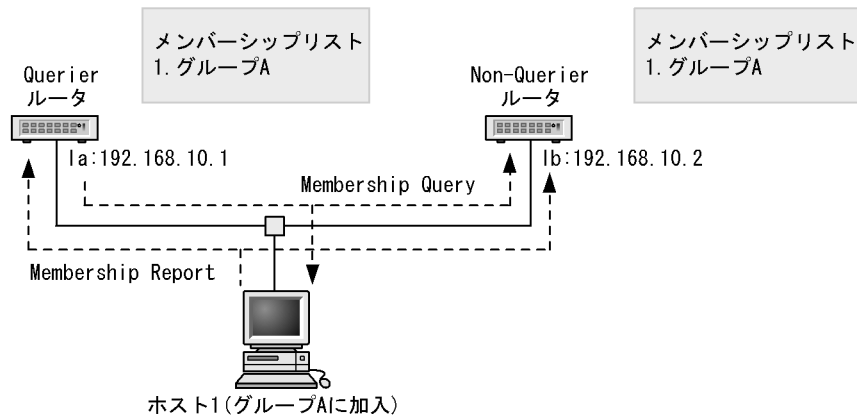 メンバーシップリスト
1.グループA
メンバーシップリスト
1.グループA
Querier
ルータ
Non-Querier
ルータ
Ia:192.168.10.1
Ib:192.168.10.2
Membership Query
Membership Report
ホスト1(グループAに加入)